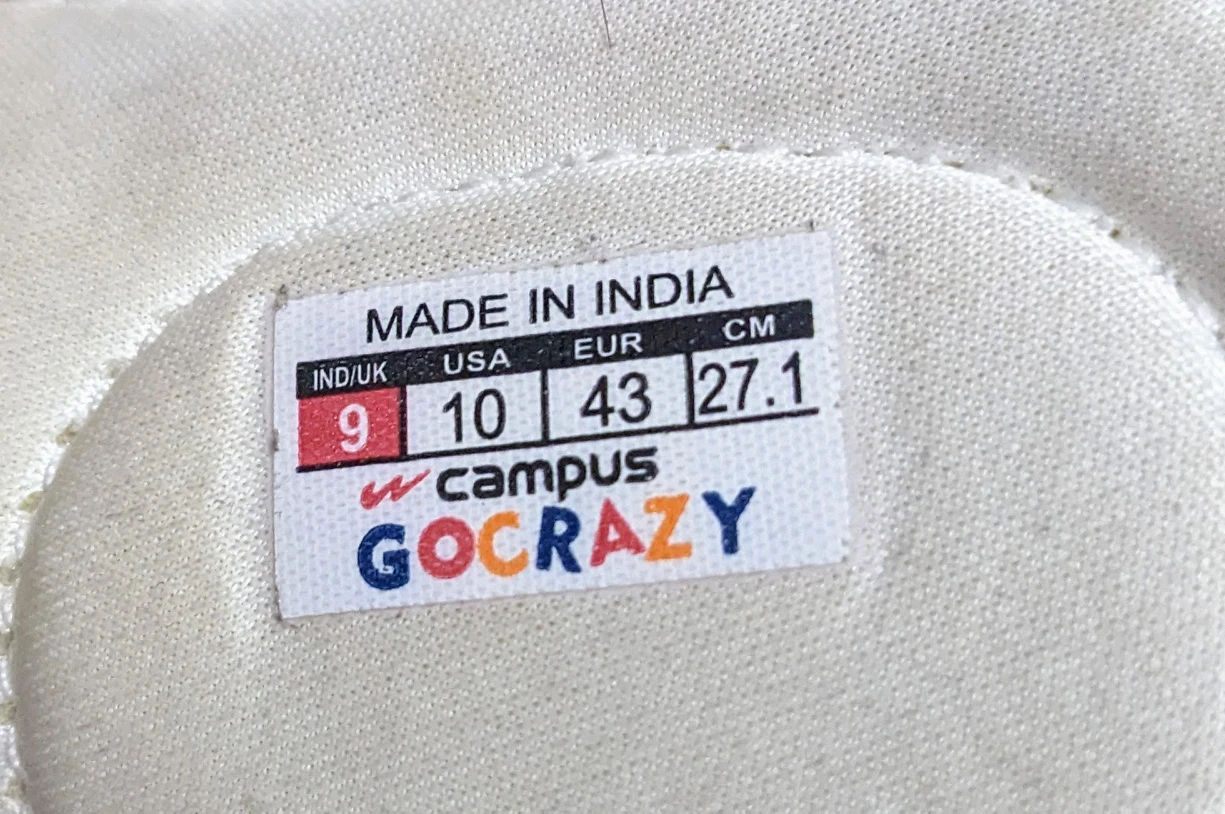 MADE IN INDIA
IND/UK USA EUR CM
9 10 43 27.1
campus
GOCRAZY